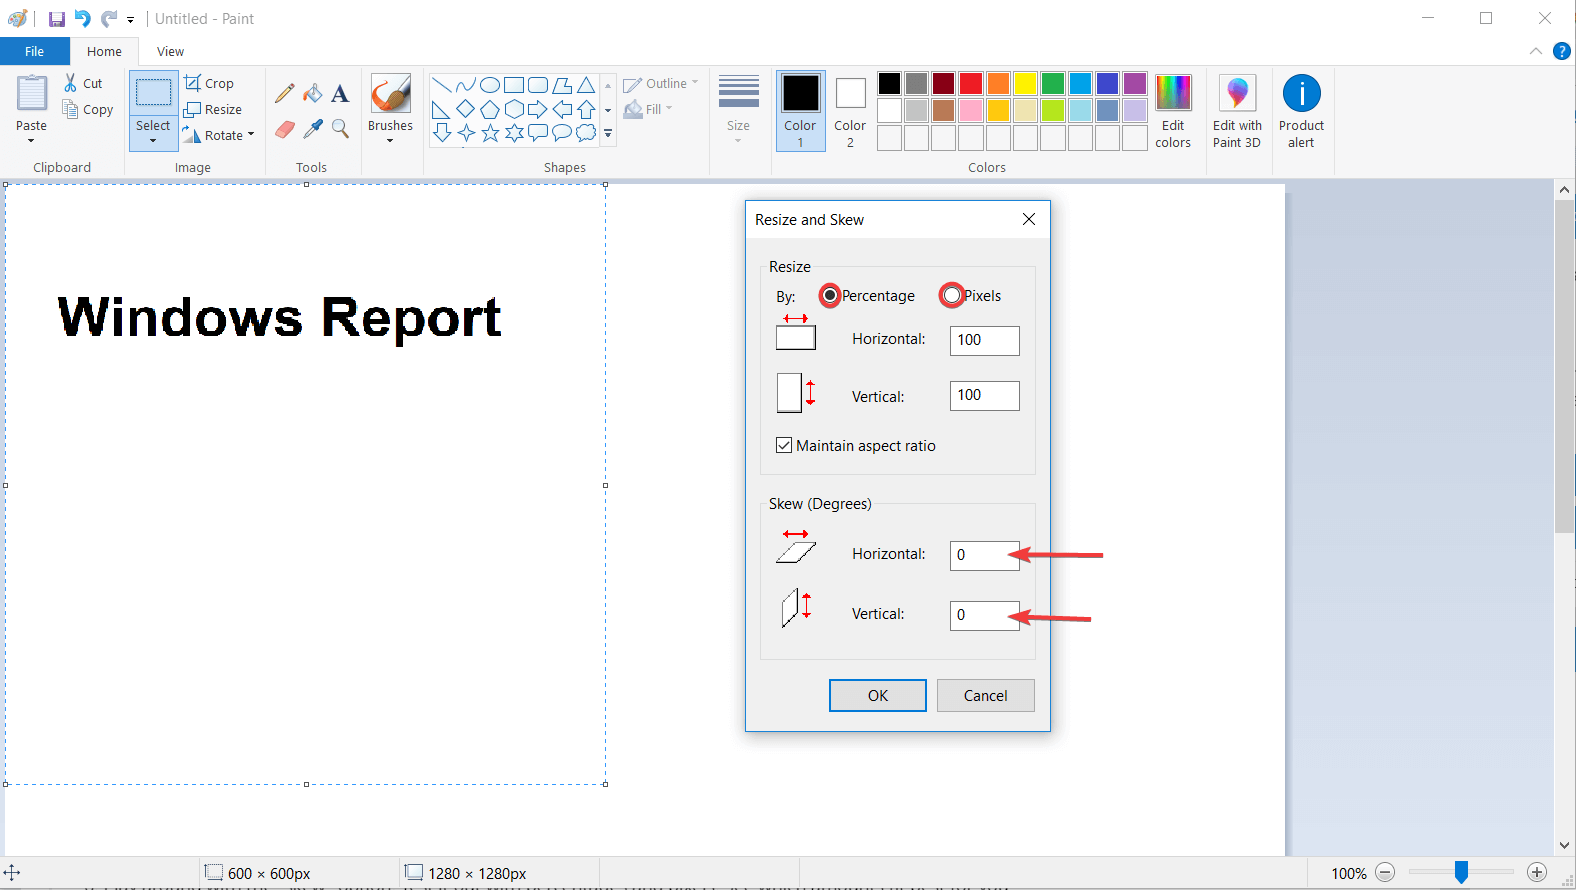 Untitled - Paint
File Home View
Paste
Cut
Copy
Clipboard
Select
Crop
Resize
Rotate
Image
A
Tools
Brushes
Shapes
Outline
Fill
Size
Color 1
Color 2
Edit colors
Colors
Edit with Paint 3D
Product alert
Windows Report
Resize and Skew
Resize
By: Percentage Pixels
Horizontal: 100
Vertical: 100
Maintain aspect ratio
Skew (Degrees)
Horizontal: 0
Vertical: 0
OK Cancel
600 × 600px 1280 × 1280px 100%